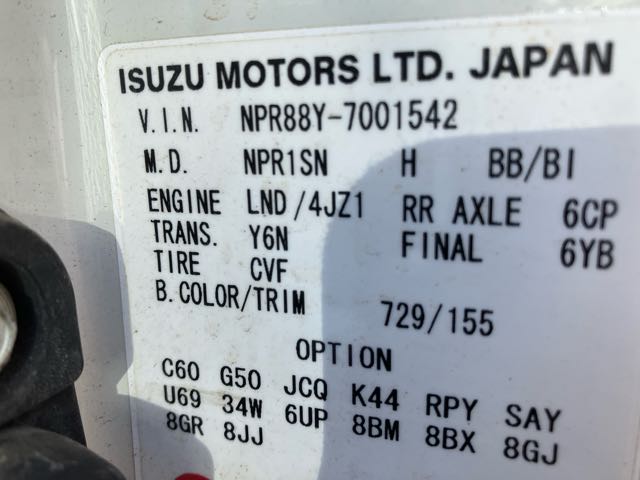 ISUZU MOTORS LTD. JAPAN
V.I.N. NPR88Y-7001542
M.D. NPR1SN H BB/BI
ENGINE LND/4JZ1 RR AXLE 6CP
TRANS. Y6N FINAL 6YB
TIRE CVF
B.COLOR/TRIM 729/155
OPTION
C60 G50 JCQ K44 RPY SAY
U69 34W 6UP 8BM 8BX 8GJ
8GR 8JJ